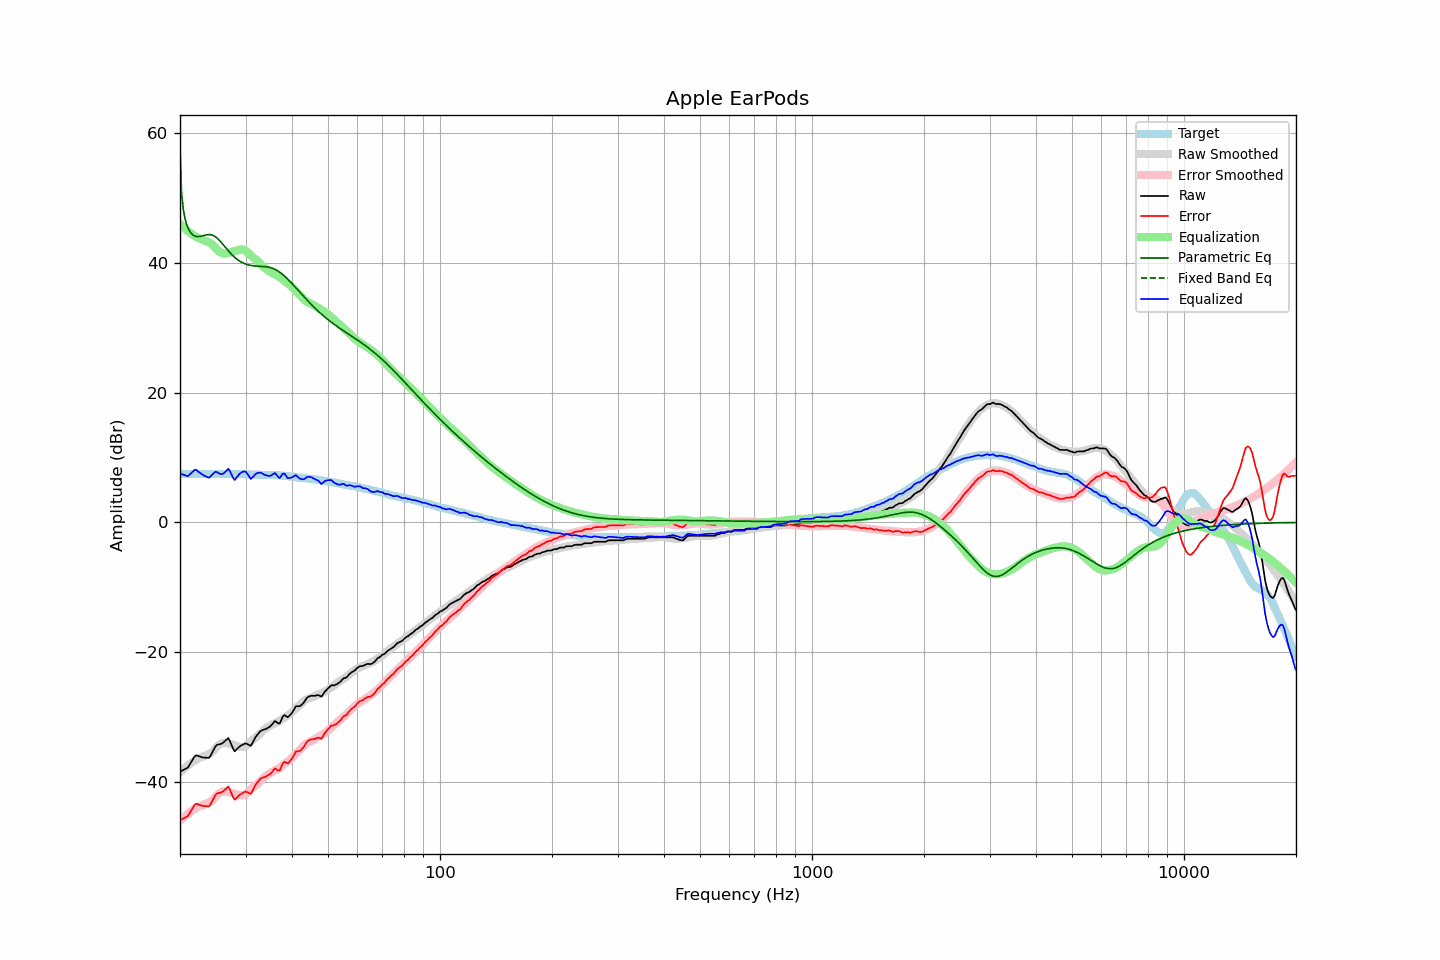 Apple EarPods
60
40
20
0
−20
−40
Amplitude (dBr)
100
1000
10000
Frequency (Hz)
Target
Raw Smoothed
Error Smoothed
Raw
Error
Equalization
Parametric Eq
Fixed Band Eq
Equalized